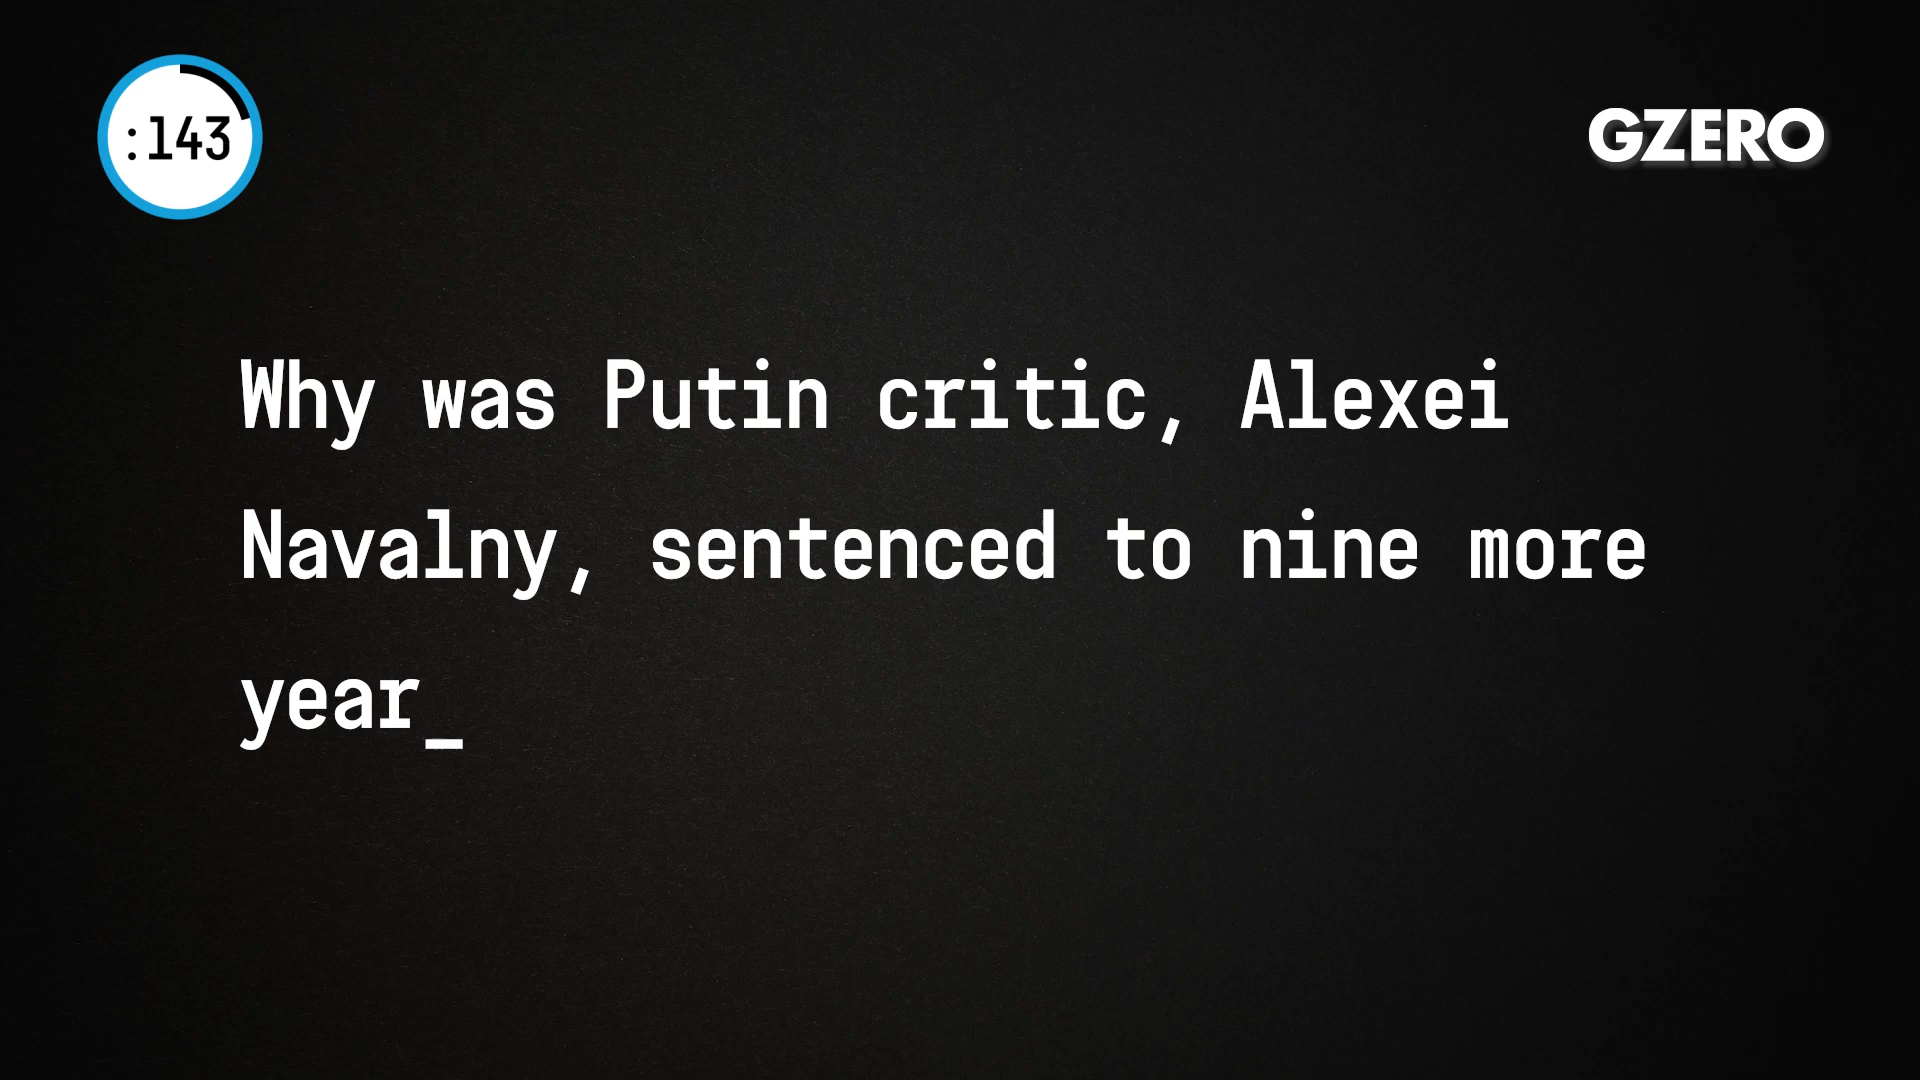 :143
GZERO
Why was Putin critic, Alexei
Navalny, sentenced to nine more
year_